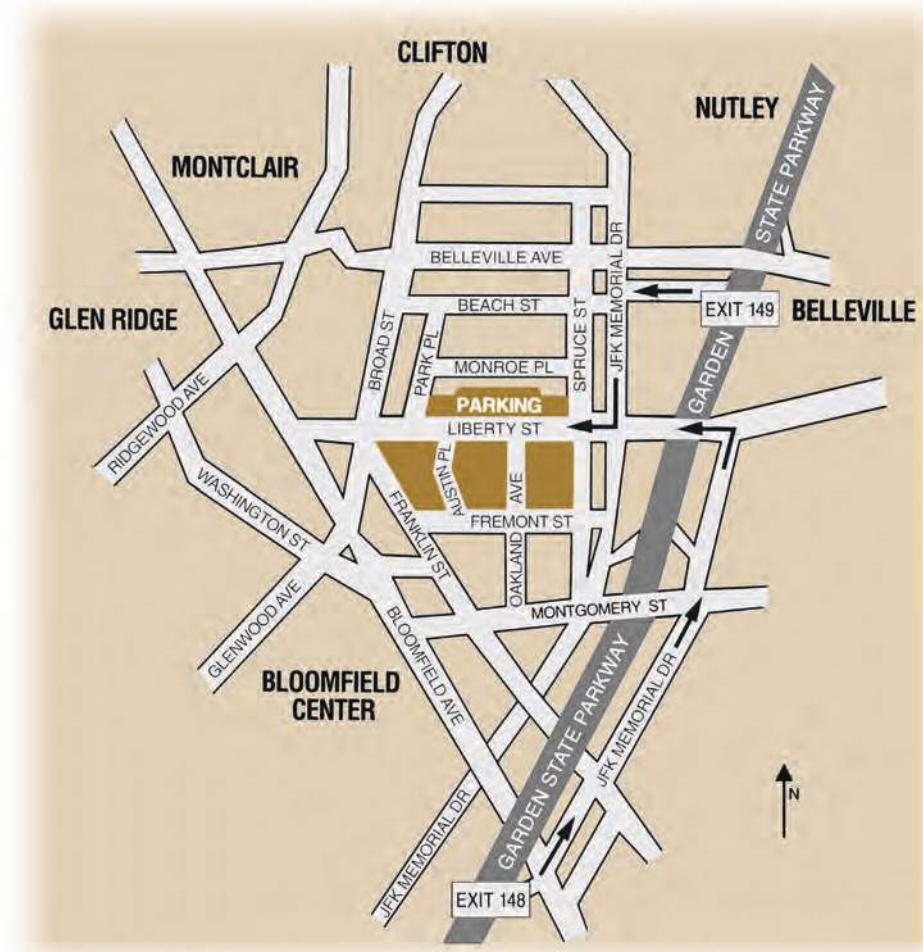 CLIFTON
NUTLEY
MONTCLAIR
STATE PARKWAY
BELLEVILLE AVE
JFK MEMORIAL DR
BEACH ST
EXIT 149
BELLEVILLE
GLEN RIDGE
BROAD ST
PARK PL
SPRUCE ST
GARDEN
MONROE PL
RIDGEWOOD AVE
PARKING
LIBERTY ST
AUSTIN PL
OAKLAND AVE
WASHINGTON ST
FRANKLIN ST
FREMONT ST
GLENWOOD AVE
MONTGOMERY ST
BLOOMFIELD
CENTER
BLOOMFIELD AVE
GARDEN STATE PARKWAY
JFK MEMORIAL DR
N
JFK MEMORIAL DR
EXIT 148